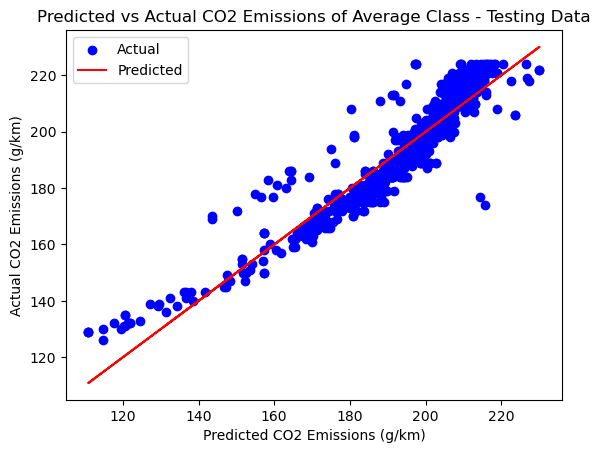 Predicted vs Actual CO2 Emissions of Average Class - Testing Data
Actual
Predicted
220
200
180
160
140
120
Actual CO2 Emissions (g/km)
120 140 160 180 200 220
Predicted CO2 Emissions (g/km)